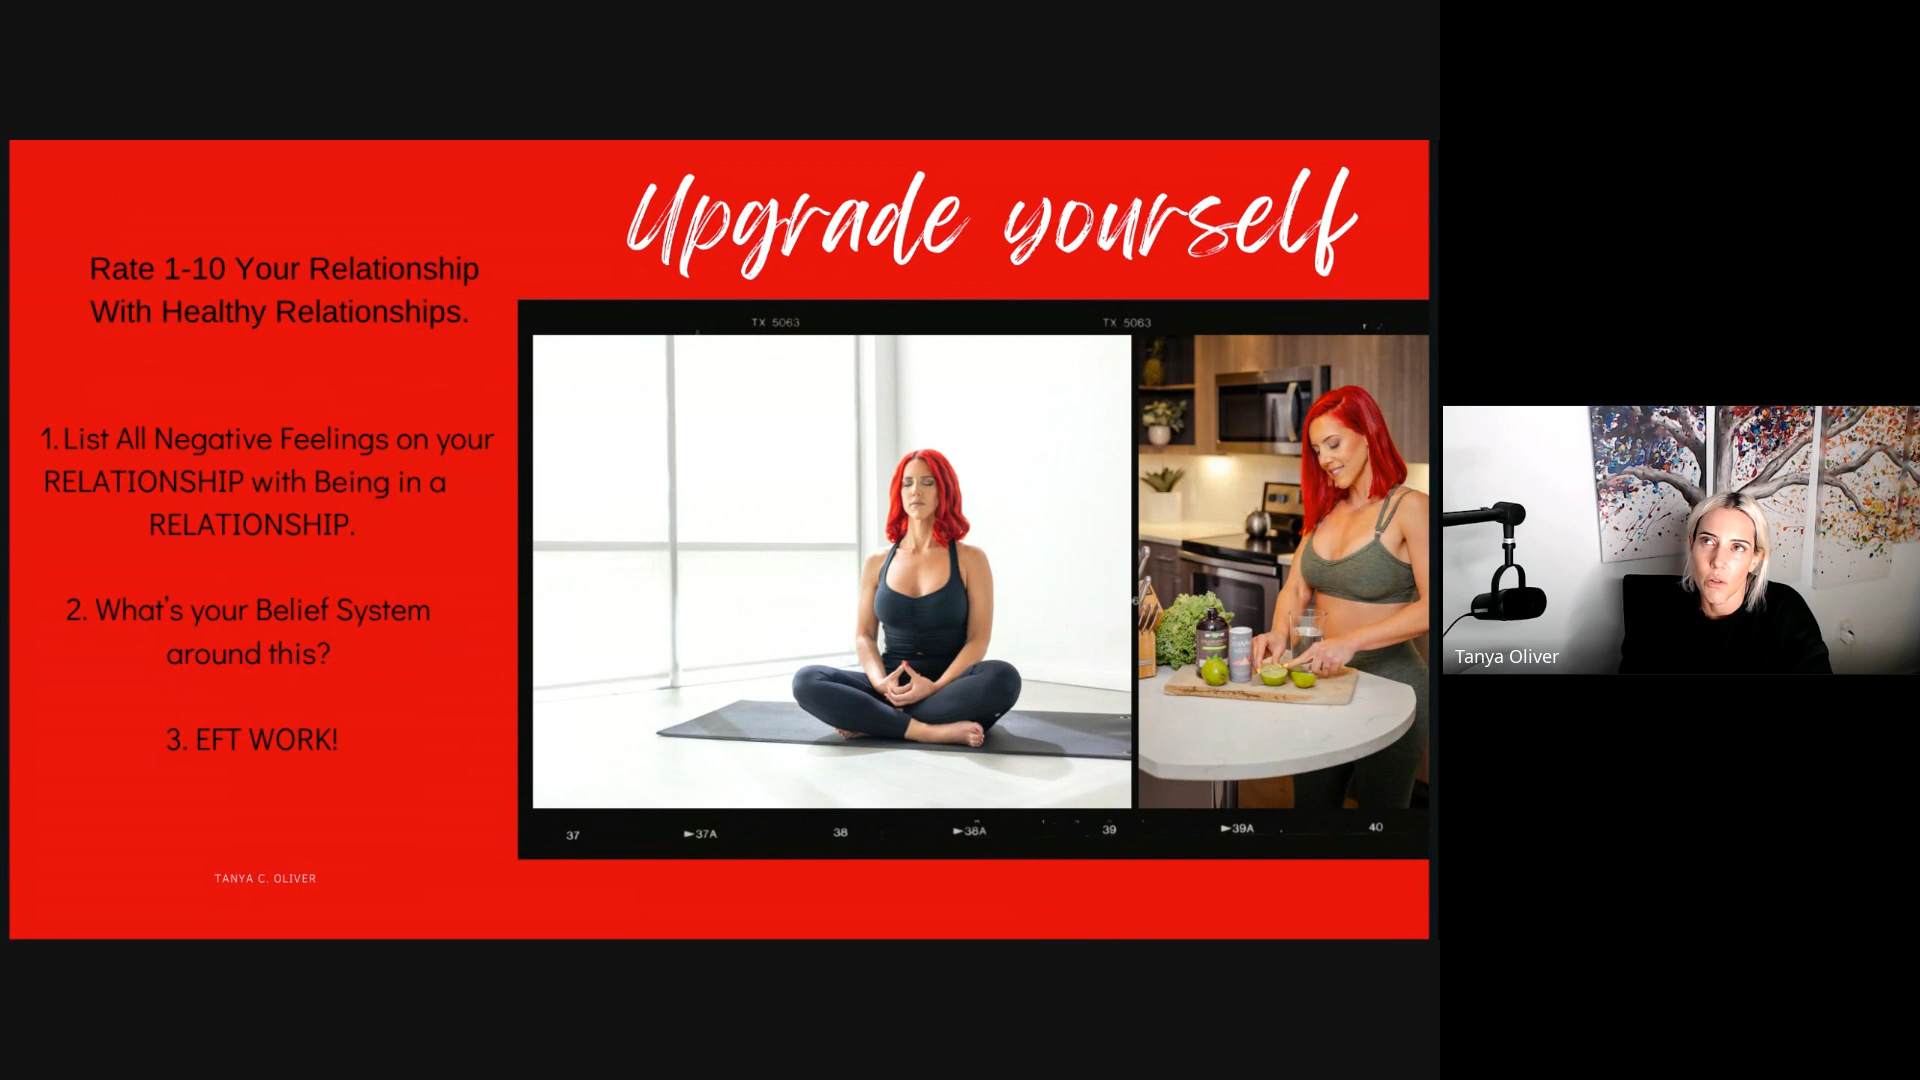 Upgrade yourself
Rate 1-10 Your Relationship
With Healthy Relationships.
1. List All Negative Feelings on your
RELATIONSHIP with Being in a
RELATIONSHIP.
2. What's your Belief System
around this?
3. EFT WORK!
TANYA C. OLIVER
TX 5063
TX 5063
37
►37A
38
►38A
39
►39A
40
Tanya Oliver